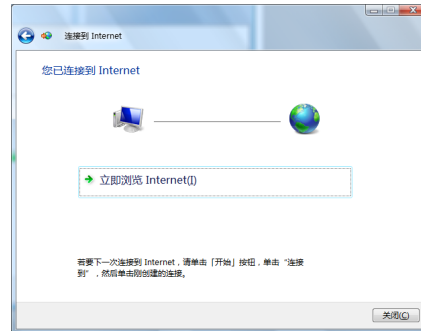 连接到 Internet
您已连接到 Internet
立即浏览 Internet(I)
若要下一次连接到 Internet，请单击「开始」按钮，单击“连接
到”，然后单击刚创建的连接。
关闭(C)